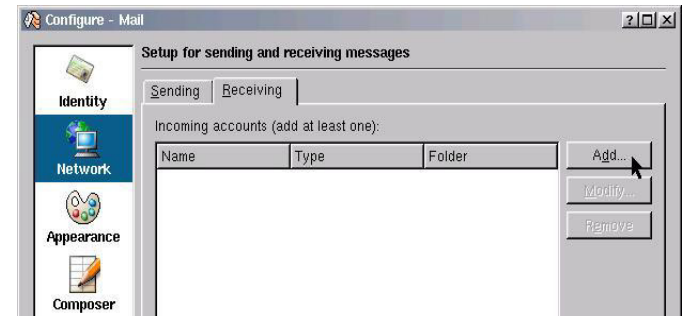 Configure - Mail
Setup for sending and receiving messages
Identity
Sending Receiving
Incoming accounts (add at least one):
Name Type Folder Add...
Network
Modify...
Remove
Appearance
Composer